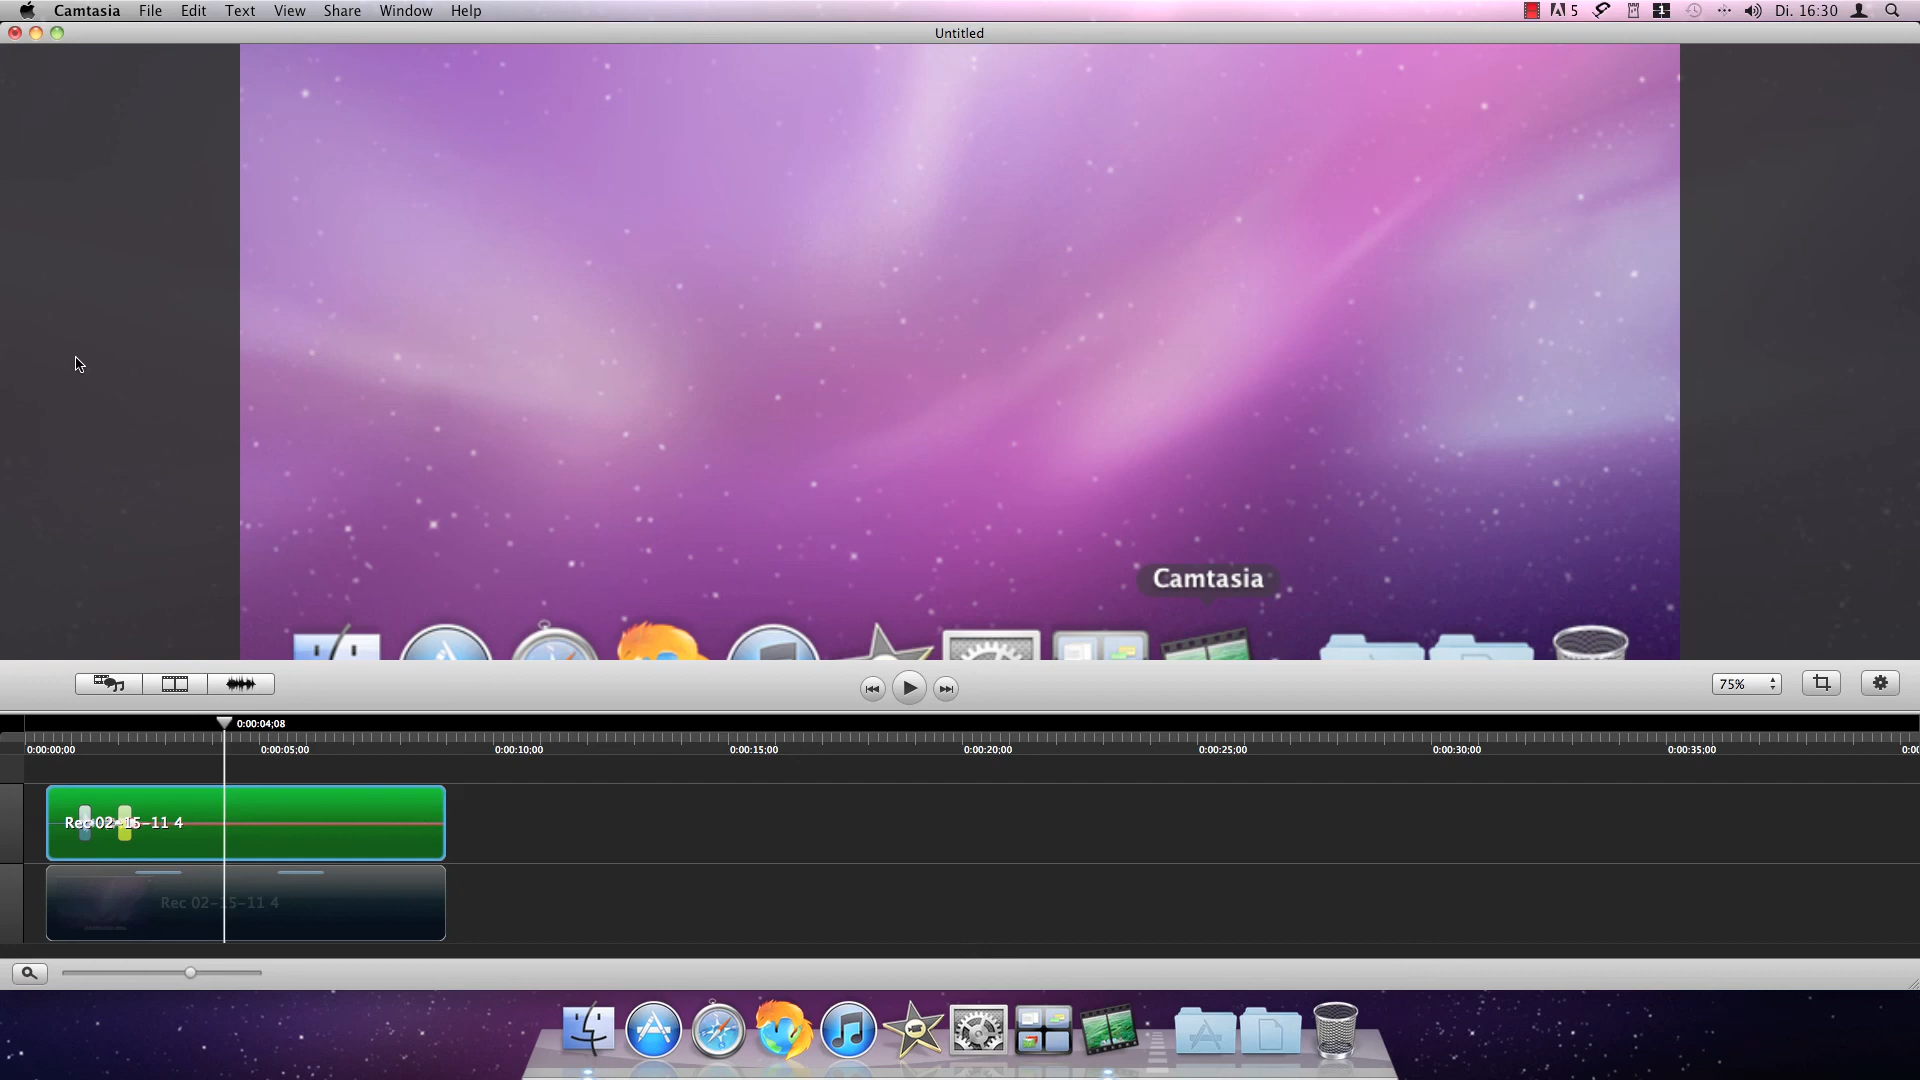 Camtasia File Edit Text View Share Window Help 5 1 Di. 16:30
Untitled
Camtasia
75%
0:00:04;08
0:00:00;00 0:00:05;00 0:00:10;00 0:00:15;00 0:00:20;00 0:00:25;00 0:00:30;00 0:00:35;00
Rec 02-15-11 4
Rec 02-15-11 4